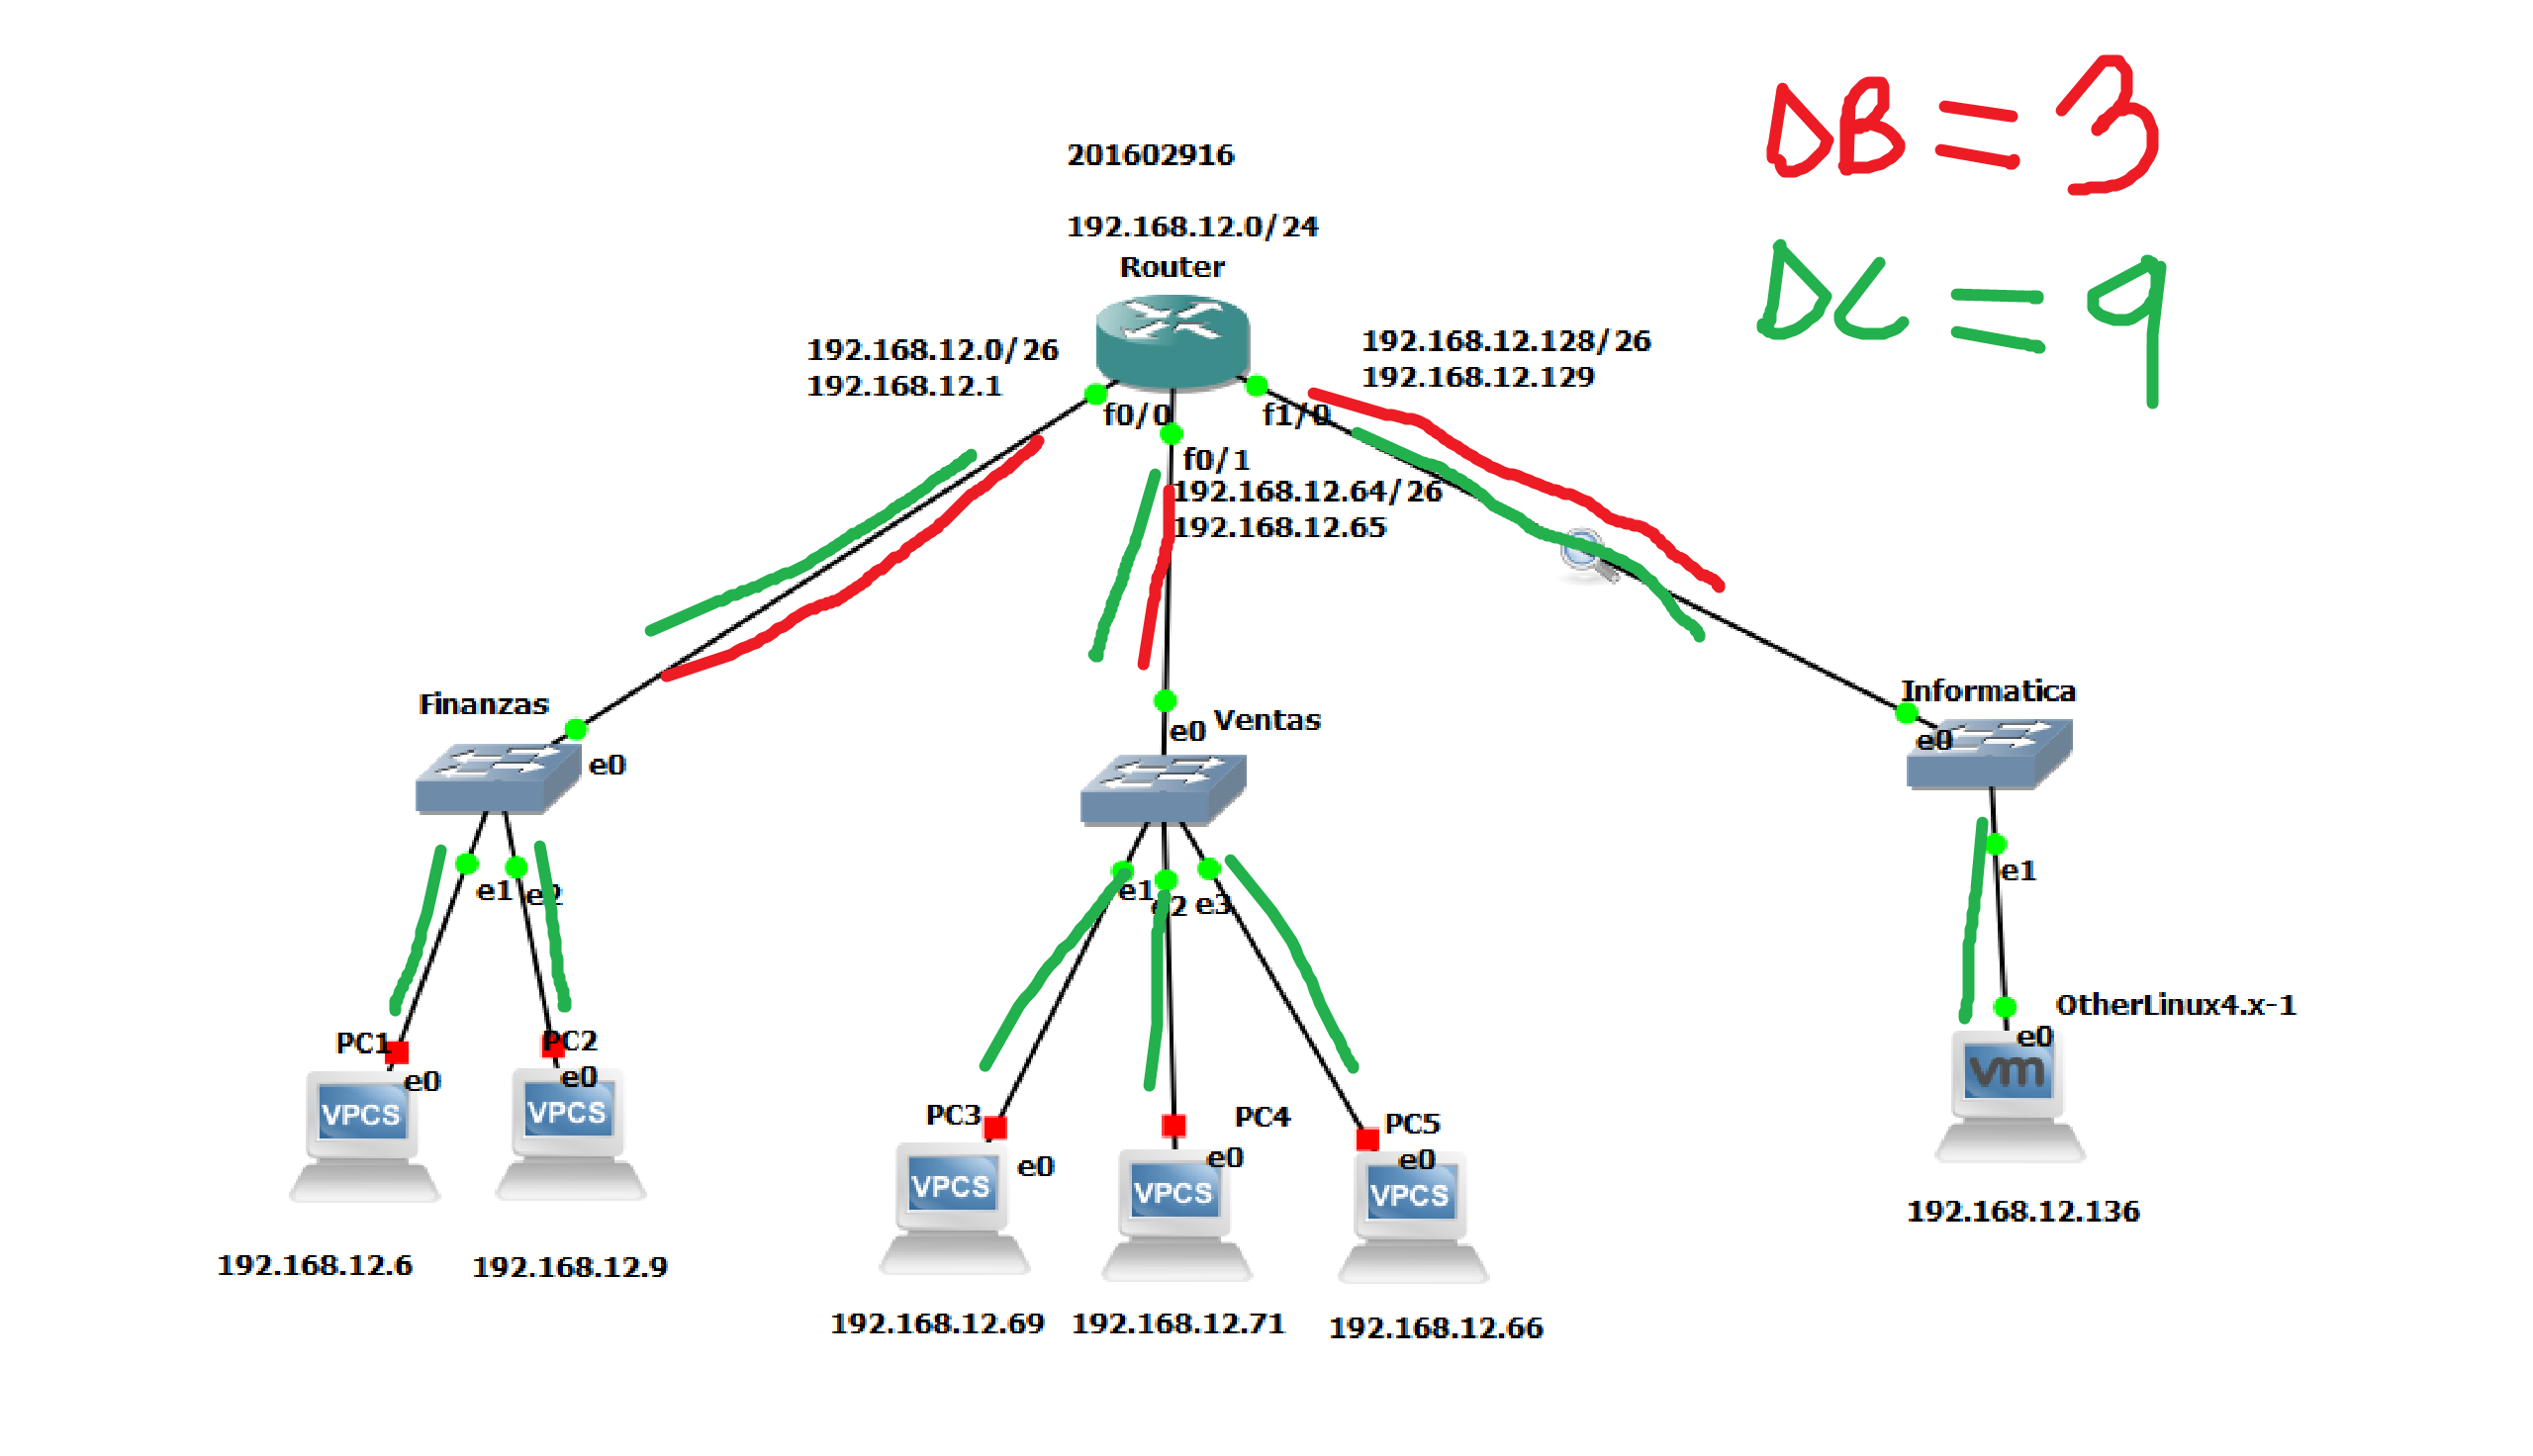 DB = 3
201602916
192.168.12.0/24
Router
DC = 9
192.168.12.0/26
192.168.12.1
192.168.12.128/26
192.168.12.129
f0/0
f1/0
f0/1
192.168.12.64/26
192.168.12.65
Finanzas
e0
e0
Ventas
Informatica
e0
e1
e2
e1
e2
e3
e1
PC1
e0
PC2
e0
OtherLinux4.x-1
e0
vm
VPCS
VPCS
PC3
e0
PC4
e0
PC5
e0
VPCS
VPCS
VPCS
192.168.12.6
192.168.12.9
192.168.12.136
192.168.12.69
192.168.12.71
192.168.12.66